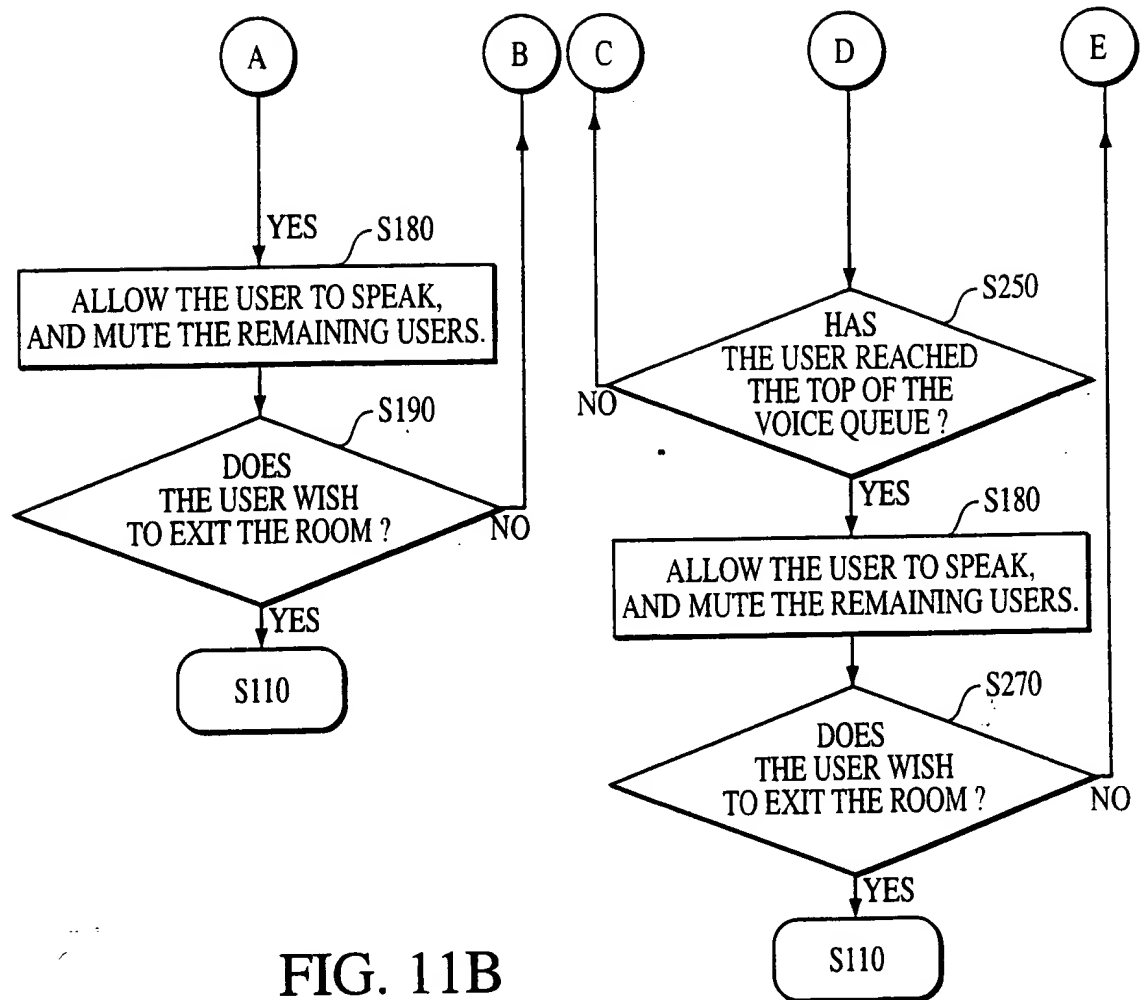 A
B
C
D
E
YES
S180
ALLOW THE USER TO SPEAK,
AND MUTE THE REMAINING USERS.
S190
DOES
THE USER WISH
TO EXIT THE ROOM ?
NO
YES
S110
S250
HAS
THE USER REACHED
THE TOP OF THE
VOICE QUEUE ?
NO
YES
S180
ALLOW THE USER TO SPEAK,
AND MUTE THE REMAINING USERS.
S270
DOES
THE USER WISH
TO EXIT THE ROOM ?
NO
YES
S110
FIG. 11B